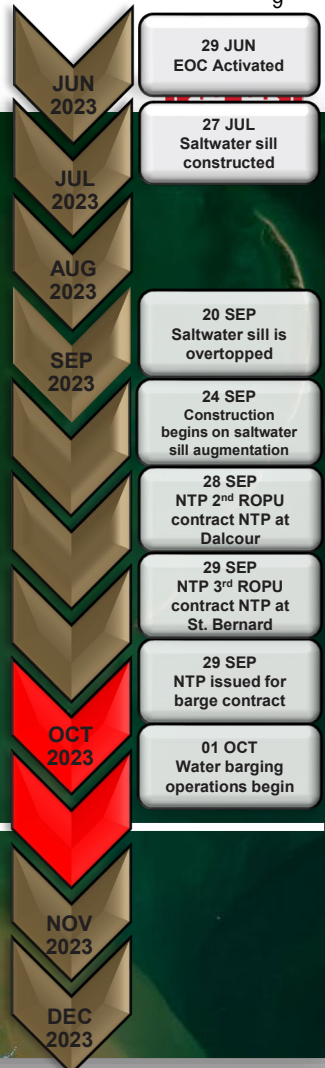 9
JUN
2023
29 JUN
EOC Activated
JUL
2023
27 JUL
Saltwater sill
constructed
AUG
2023
SEP
2023
20 SEP
Saltwater sill is
overtopped
24 SEP
Construction
begins on saltwater
sill augmentation
28 SEP
NTP 2nd ROPU
contract NTP at
Dalcour
29 SEP
NTP 3rd ROPU
contract NTP at
St. Bernard
29 SEP
NTP issued for
barge contract
OCT
2023
01 OCT
Water barging
operations begin
NOV
2023
DEC
2023